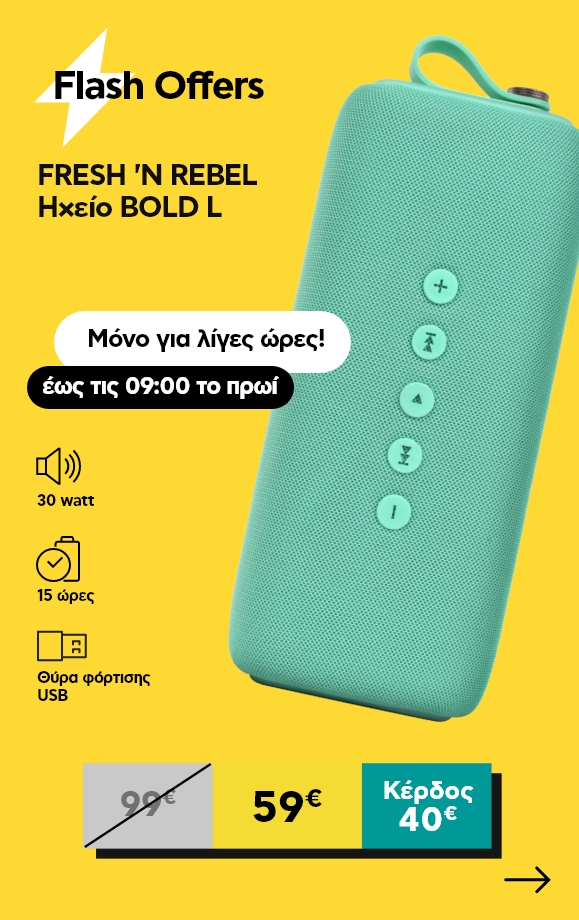 Flash Offers
FRESH 'N REBEL
Ηχείο BOLD L
Μόνο για λίγες ώρες!
έως τις 09:00 το πρωί
30 watt
15 ώρες
Θύρα φόρτισης
USB
99€
59€
Κέρδος
40€